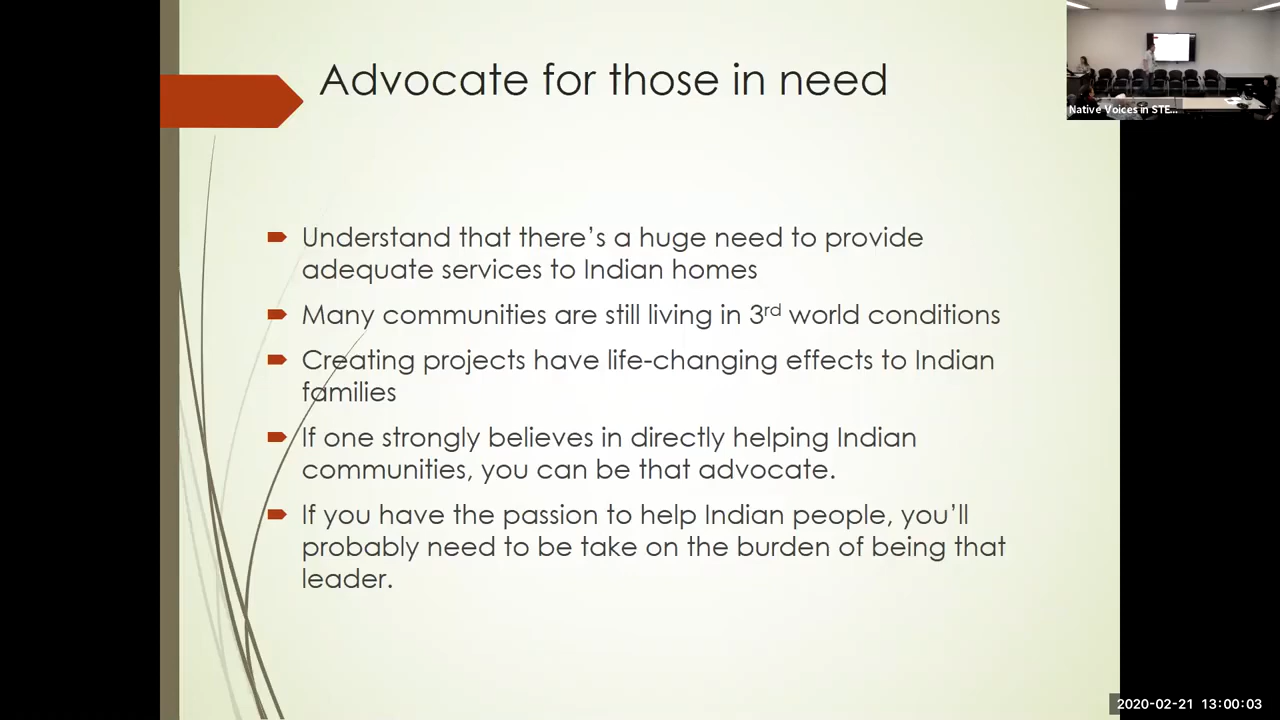 Advocate for those in need
Native Voices in STE...
Understand that there's a huge need to provide
adequate services to Indian homes
Many communities are still living in 3rd world conditions
Creating projects have life-changing effects to Indian
families
If one strongly believes in directly helping Indian
communities, you can be that advocate.
If you have the passion to help Indian people, you'll
probably need to be take on the burden of being that
leader.
2020-02-21 13:00:03